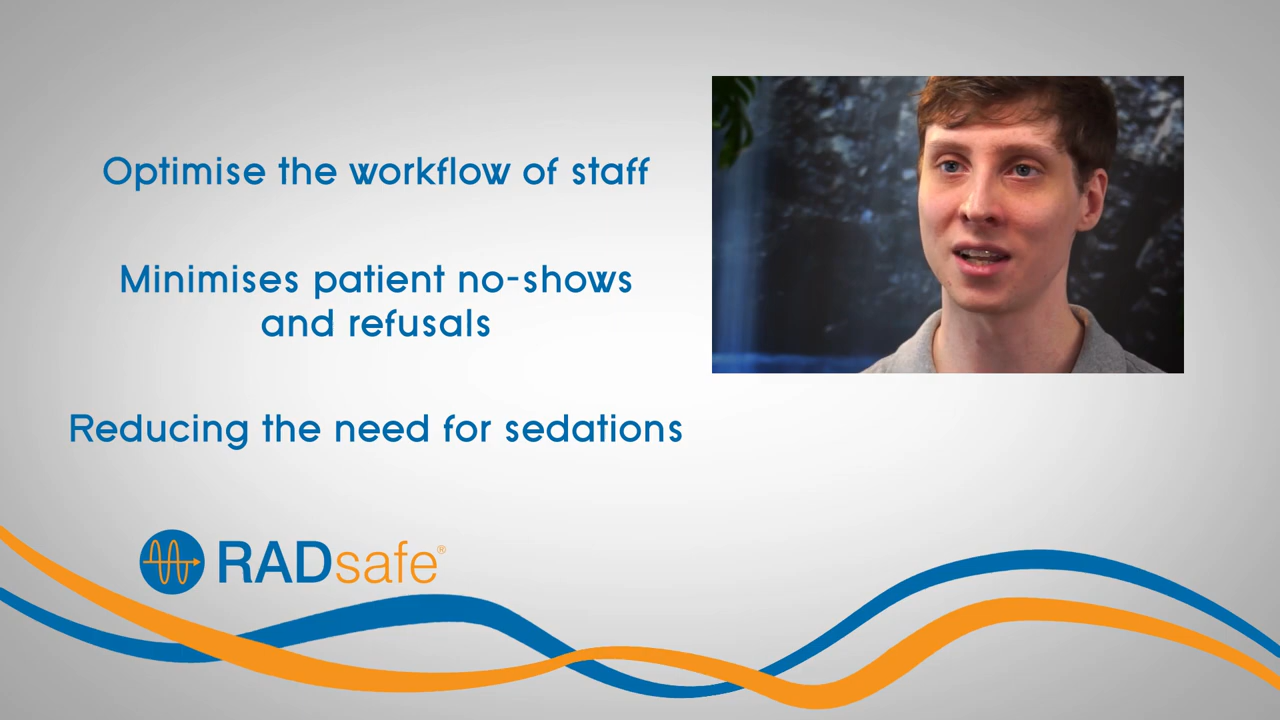 Optimise the workflow of staff
Minimises patient no-shows
and refusals
Reducing the need for sedations
RADsafe®